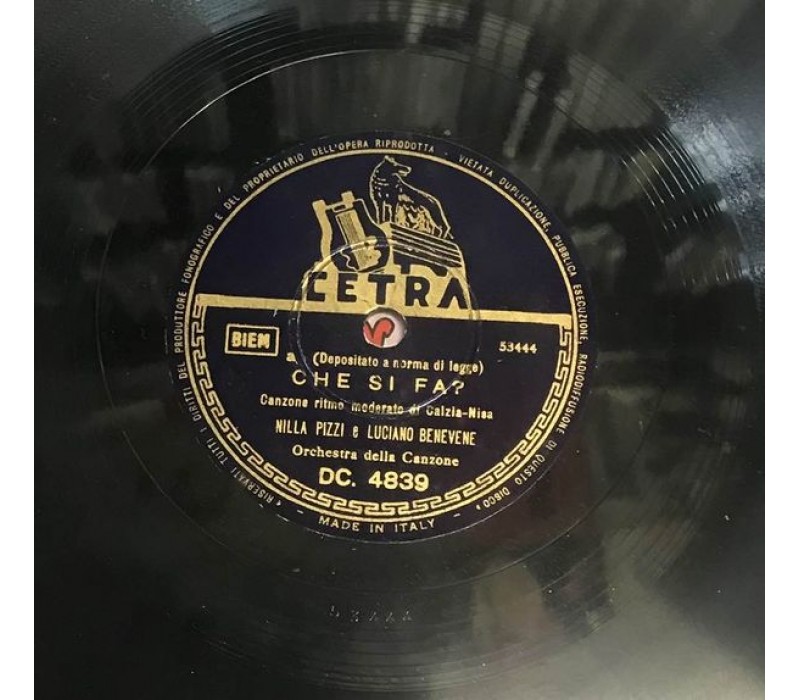 RISERVATI TUTTI I DIRITTI DEL PRODUTTORE FONOGRAFICO E DEL PROPRIETARIO DELL'OPERA RIPRODOTTA - VIETATA DUPLICAZIONE, PUBBLICA ESECUZIONE, RADIODIFFUSIONE DI QUESTO DISCO
CETRA
BIEM
53444
a. (Depositato a norma di legge)
CHE SI FA?
Canzone ritmo moderato di Calzia-Nisa
NILLA PIZZI e LUCIANO BENEVENE
Orchestra della Canzone
DC. 4839
- MADE IN ITALY -